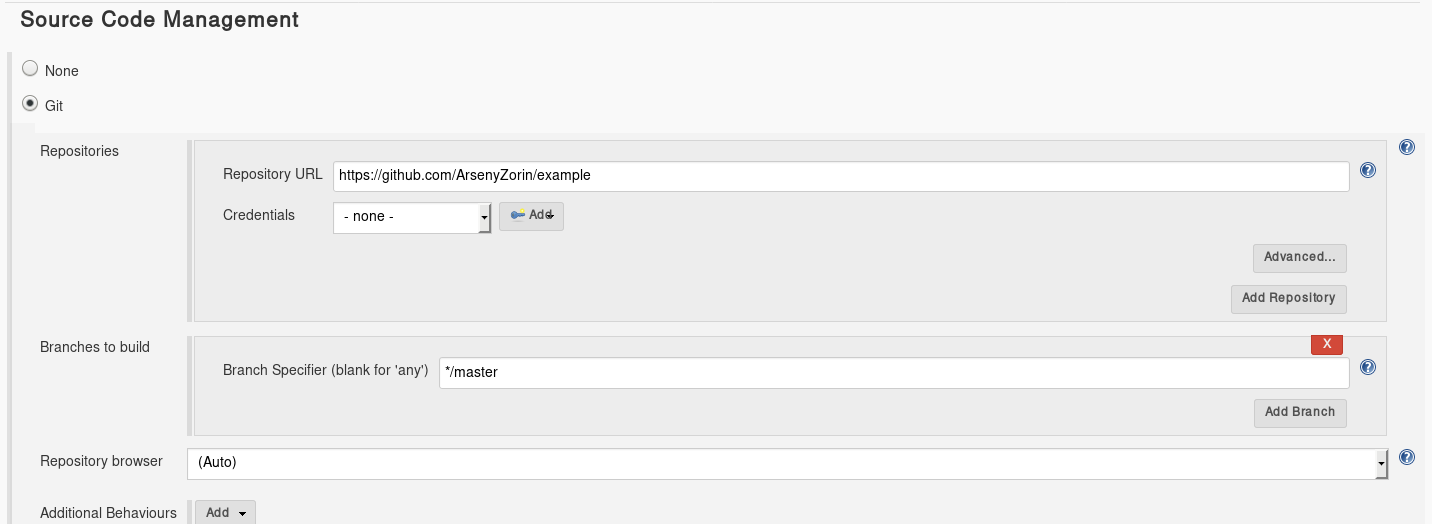 Source Code Management
None
Git
Repositories
Repository URL https://github.com/ArsenyZorin/example
Credentials - none - Add
Advanced...
Add Repository
Branches to build
X
Branch Specifier (blank for 'any') */master
Add Branch
Repository browser (Auto)
Additional Behaviours Add